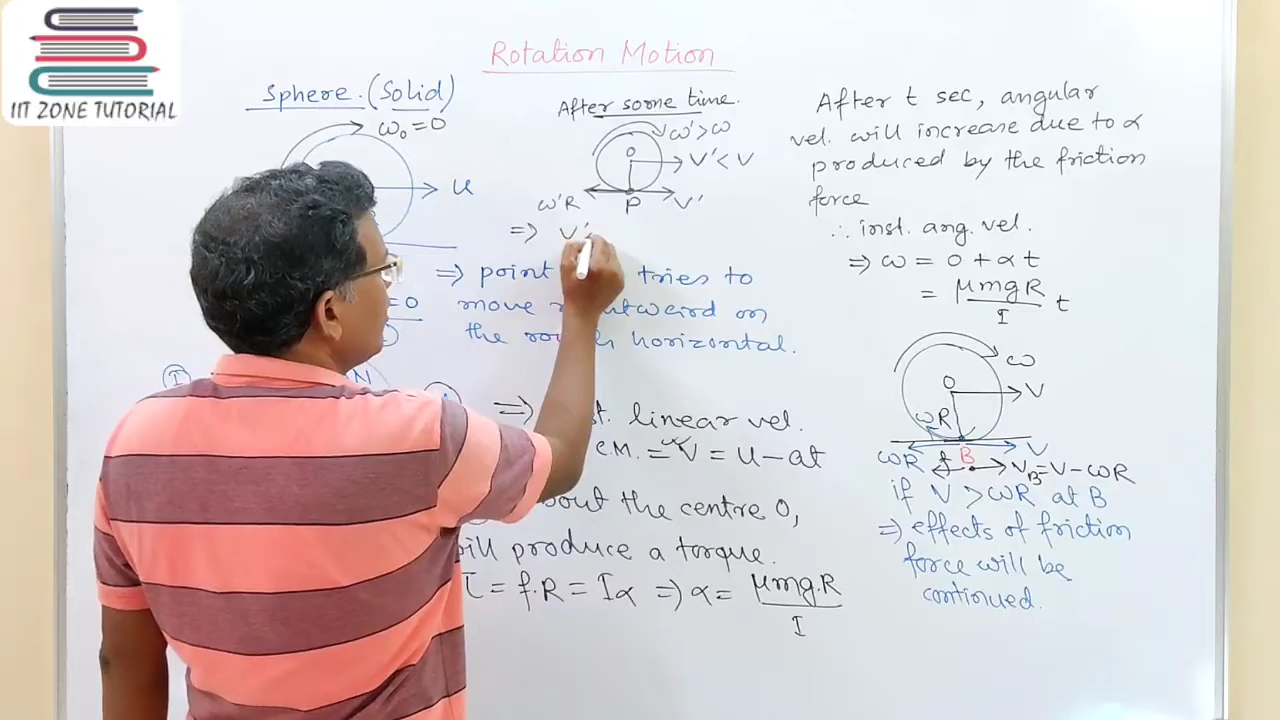 IIT ZONE TUTORIAL
Rotation Motion
Sphere. (Solid)
ω₀ = 0
u
= 0
I
N
After some time.
ω' > ω
O
V' < V
ω'R
P
V'
=> V'
=> point tries to
move on
the horizontal.
=> linear vel.
C.M. = V = u - at
the centre O,
will produce a torque.
τ = f.R = Iα => α = μmg.R / I
After t sec, angular
vel. will increase due to α
produced by the friction
force
∴ inst. ang. vel.
=> ω = 0 + αt
= μmgR / I t
ω
O
V
ωR
V
ωR f B V_B = V - ωR
if V > ωR at B
=> effects of friction
force will be
continued.